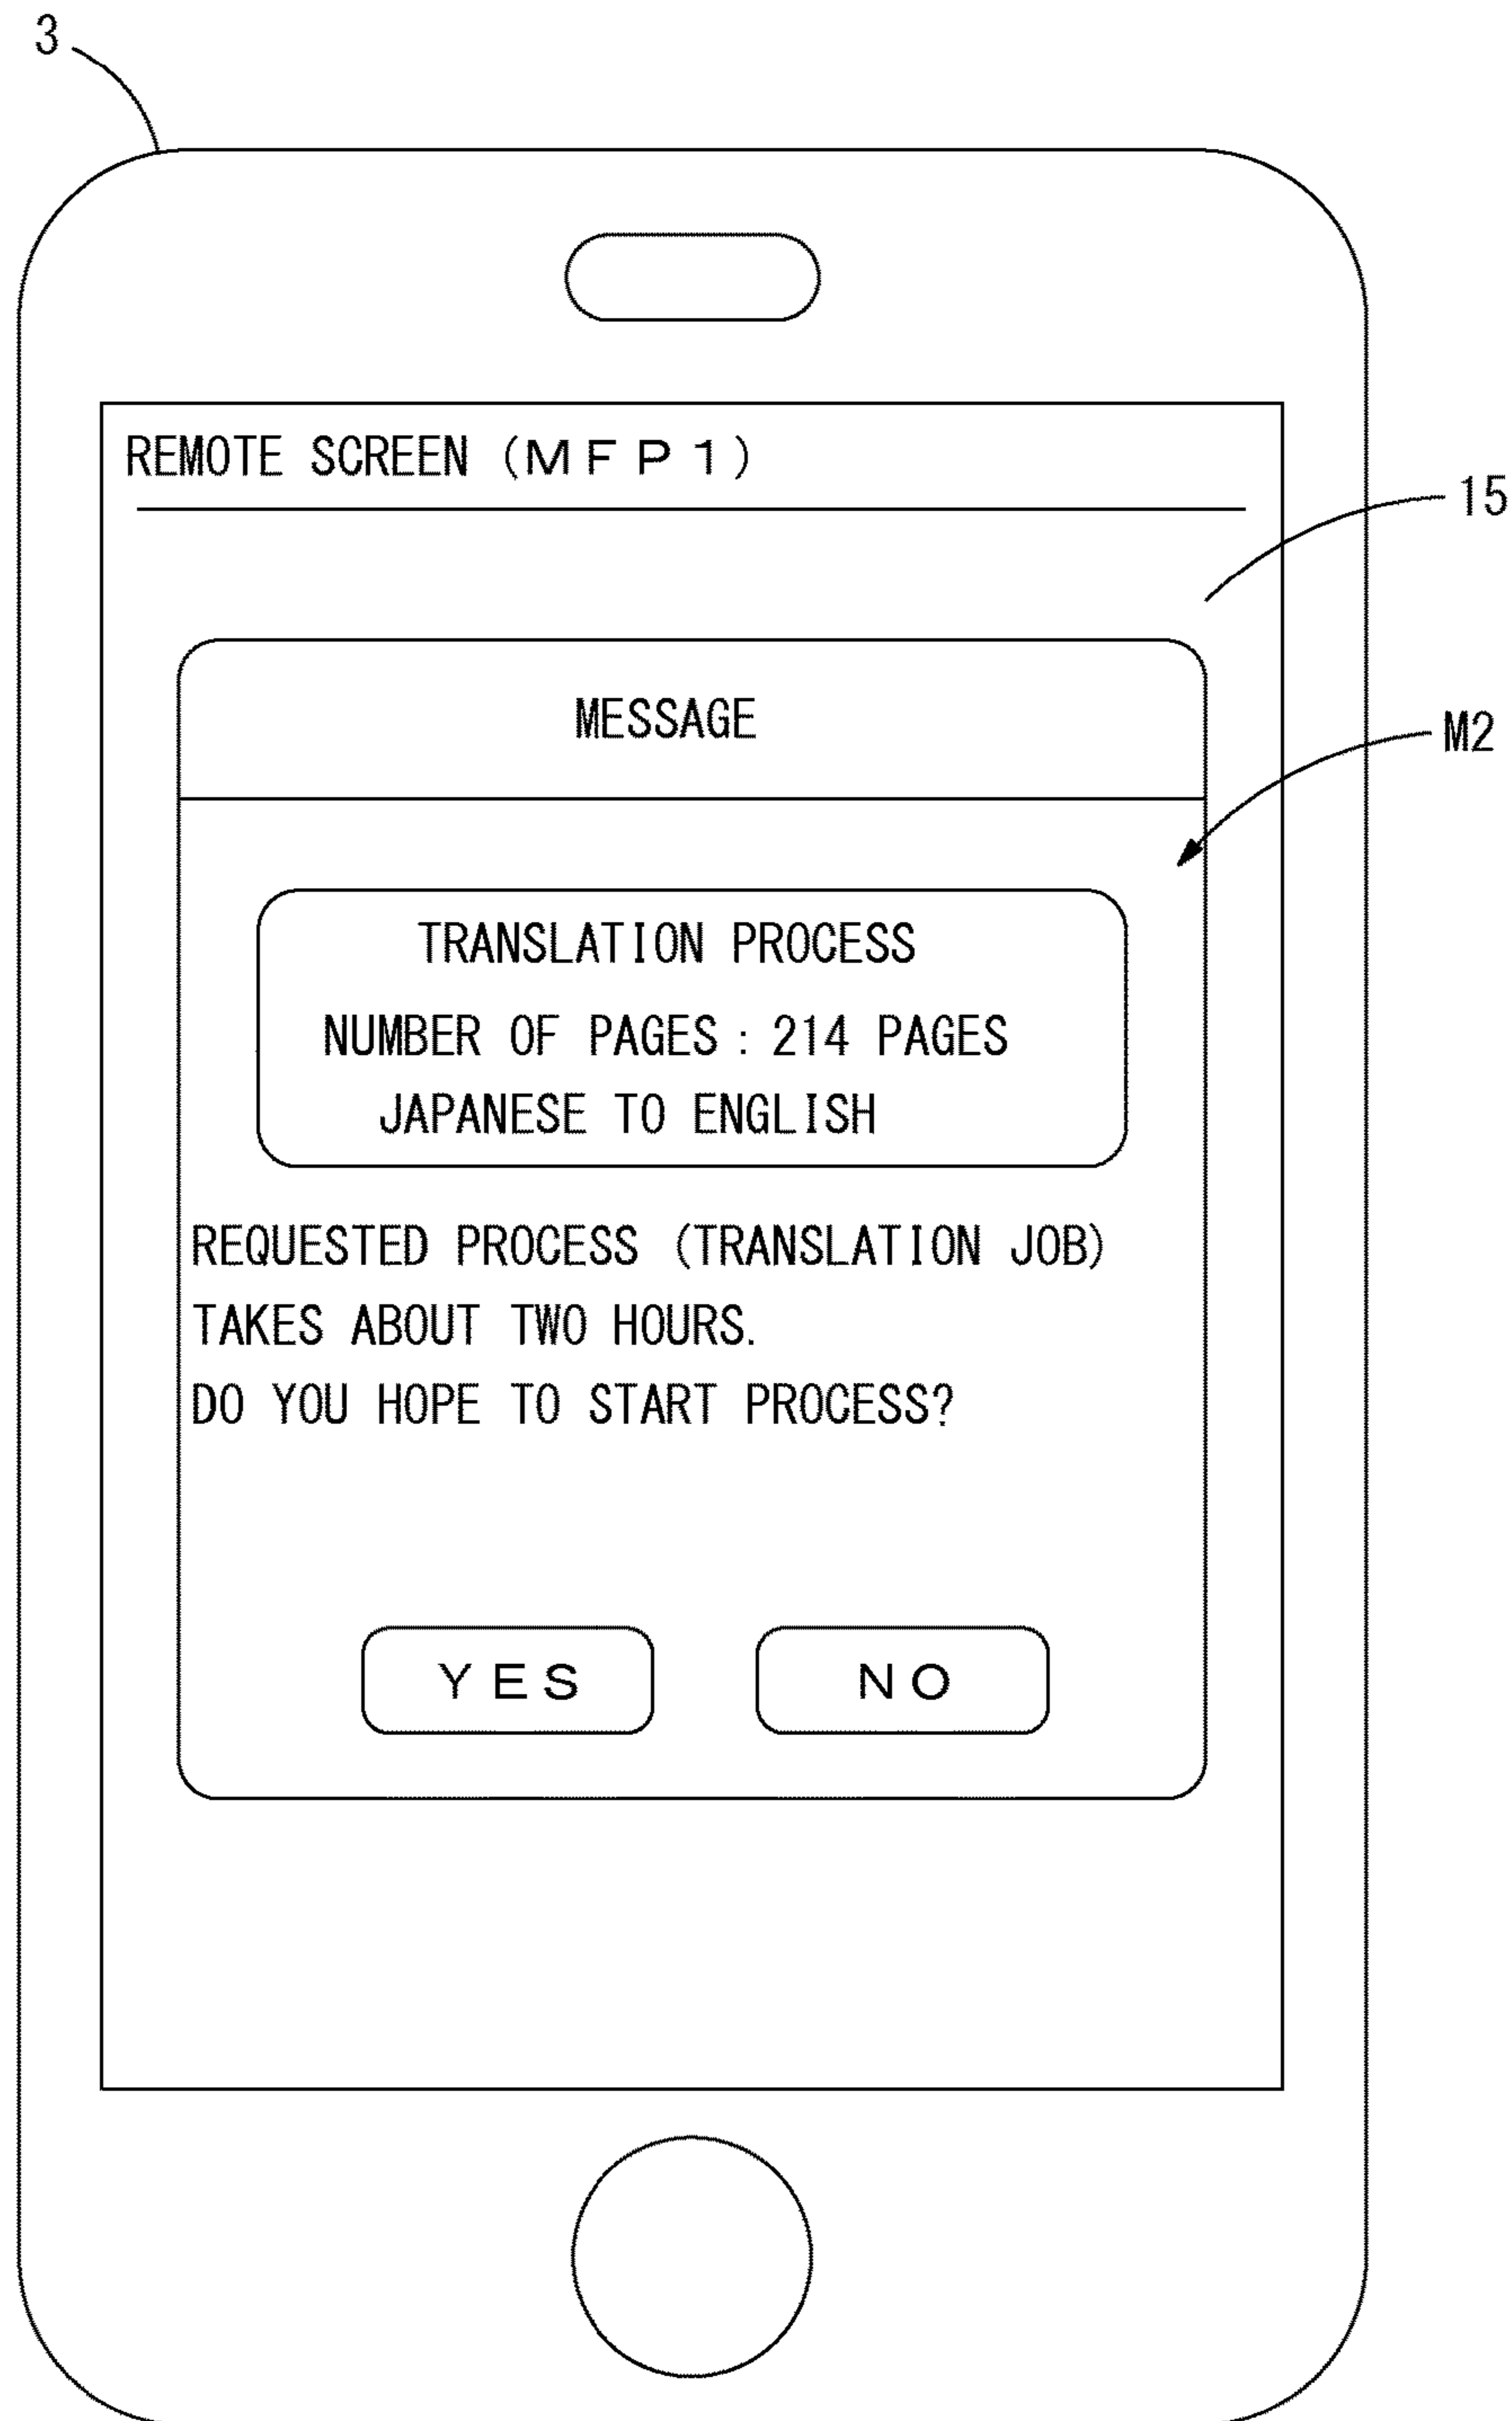 3
REMOTE SCREEN (MFP1)
15
MESSAGE
M2
TRANSLATION PROCESS
NUMBER OF PAGES : 214 PAGES
JAPANESE TO ENGLISH
REQUESTED PROCESS (TRANSLATION JOB)
TAKES ABOUT TWO HOURS.
DO YOU HOPE TO START PROCESS?
YES NO